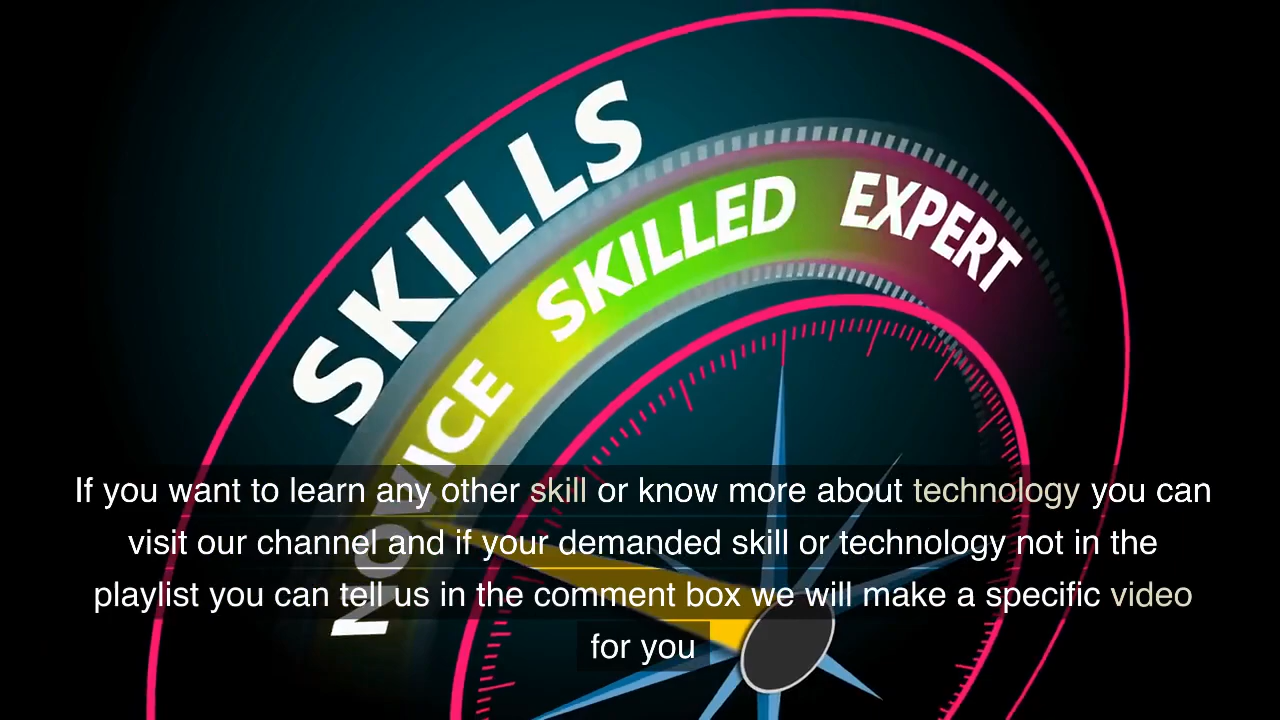 SKILLS
NOVICE SKILLED EXPERT
If you want to learn any other skill or know more about technology you can
visit our channel and if your demanded skill or technology not in the
playlist you can tell us in the comment box we will make a specific video
for you